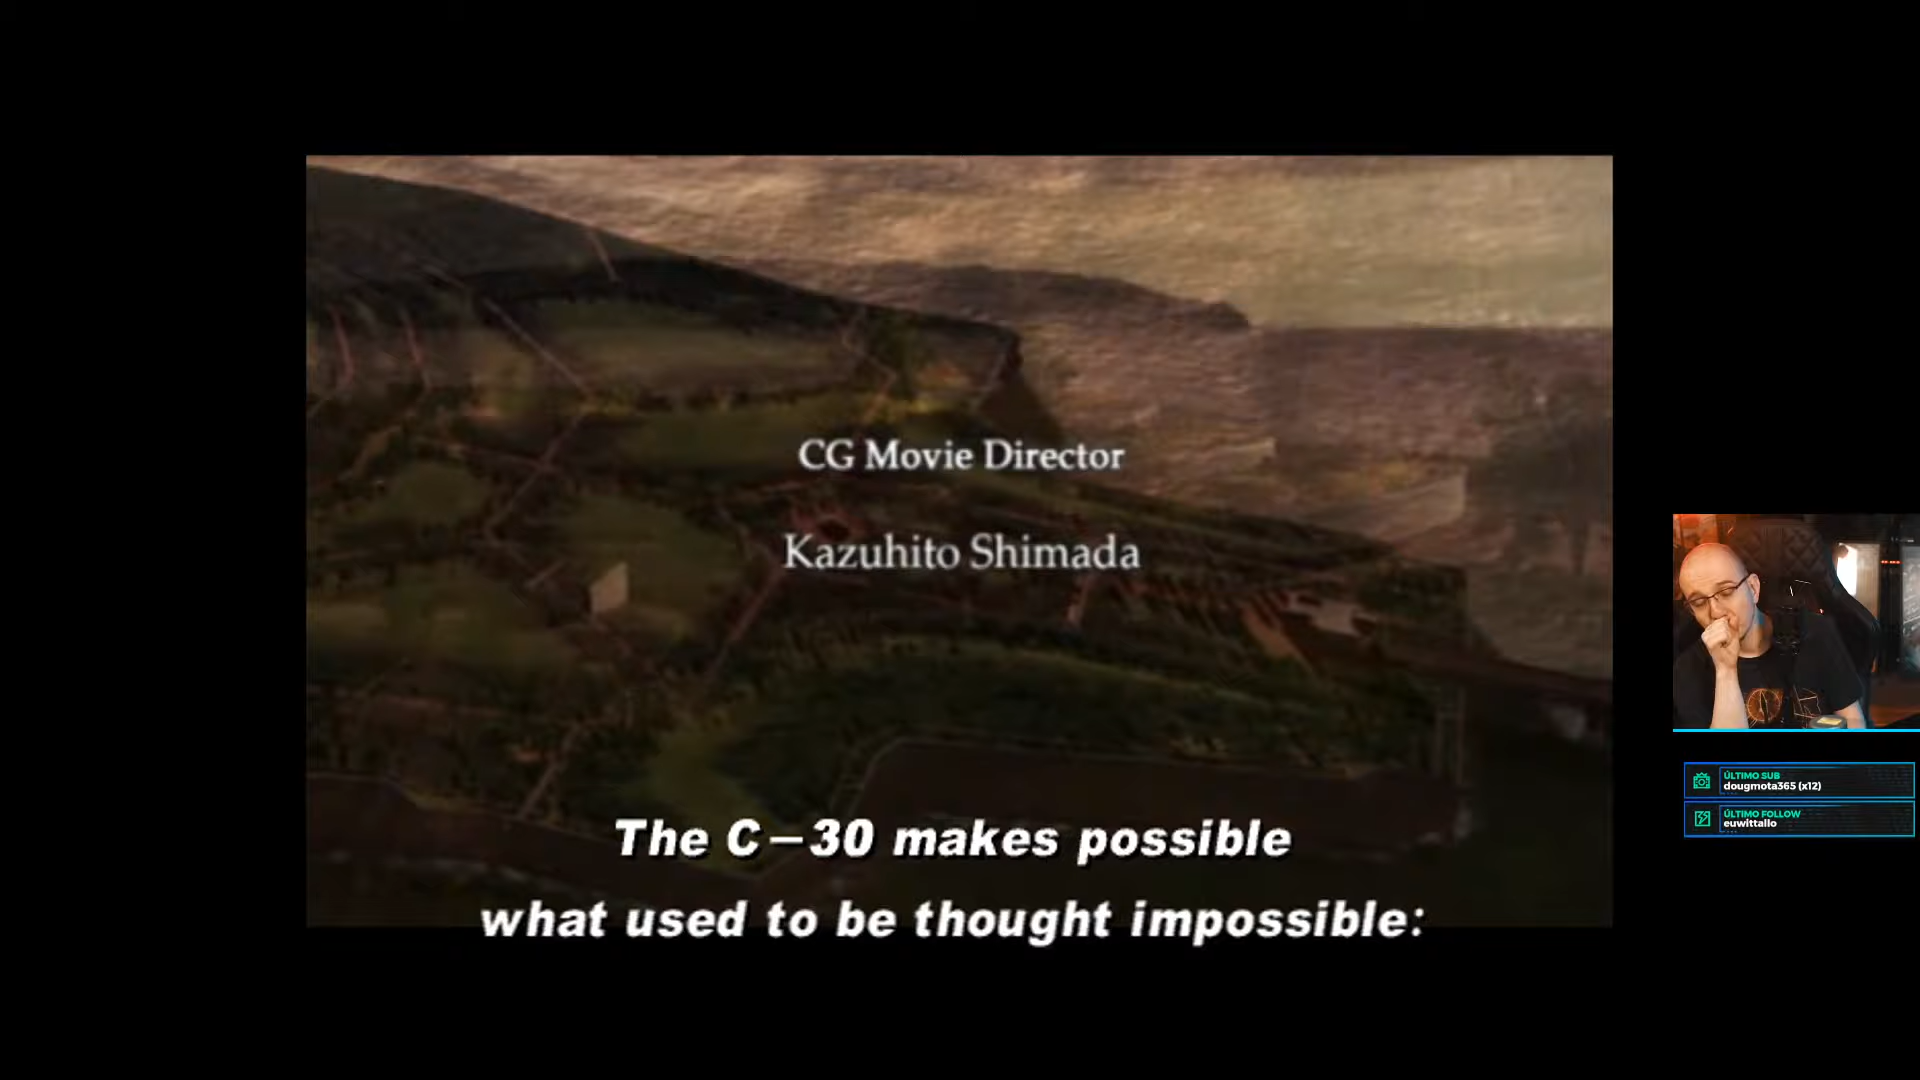 CG Movie Director
Kazuhito Shimada
The C-30 makes possible
what used to be thought impossible:
ÚLTIMO SUB
dougmota365 (x12)
ÚLTIMO FOLLOW
euwittallo